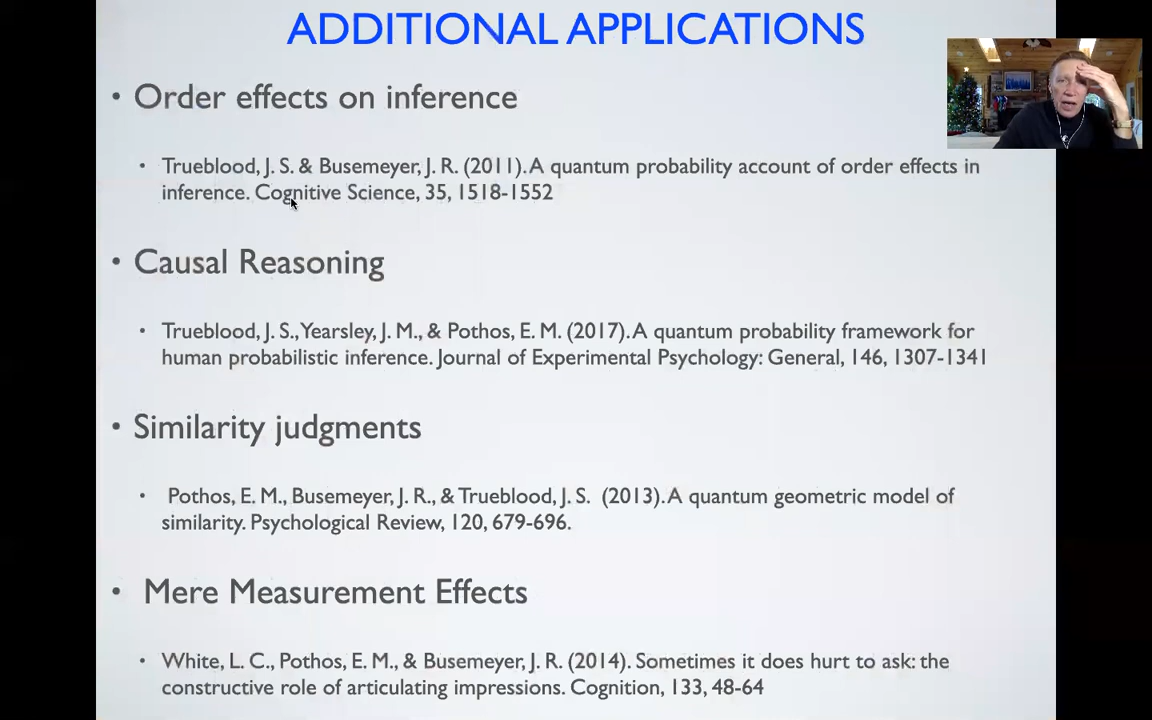 ADDITIONAL APPLICATIONS
• Order effects on inference
• Trueblood, J. S. & Busemeyer, J. R. (2011). A quantum probability account of order effects in
inference. Cognitive Science, 35, 1518-1552
• Causal Reasoning
• Trueblood, J. S., Yearsley, J. M., & Pothos, E. M. (2017). A quantum probability framework for
human probabilistic inference. Journal of Experimental Psychology: General, 146, 1307-1341
• Similarity judgments
• Pothos, E. M., Busemeyer, J. R., & Trueblood, J. S. (2013). A quantum geometric model of
similarity. Psychological Review, 120, 679-696.
• Mere Measurement Effects
• White, L. C., Pothos, E. M., & Busemeyer, J. R. (2014). Sometimes it does hurt to ask: the
constructive role of articulating impressions. Cognition, 133, 48-64